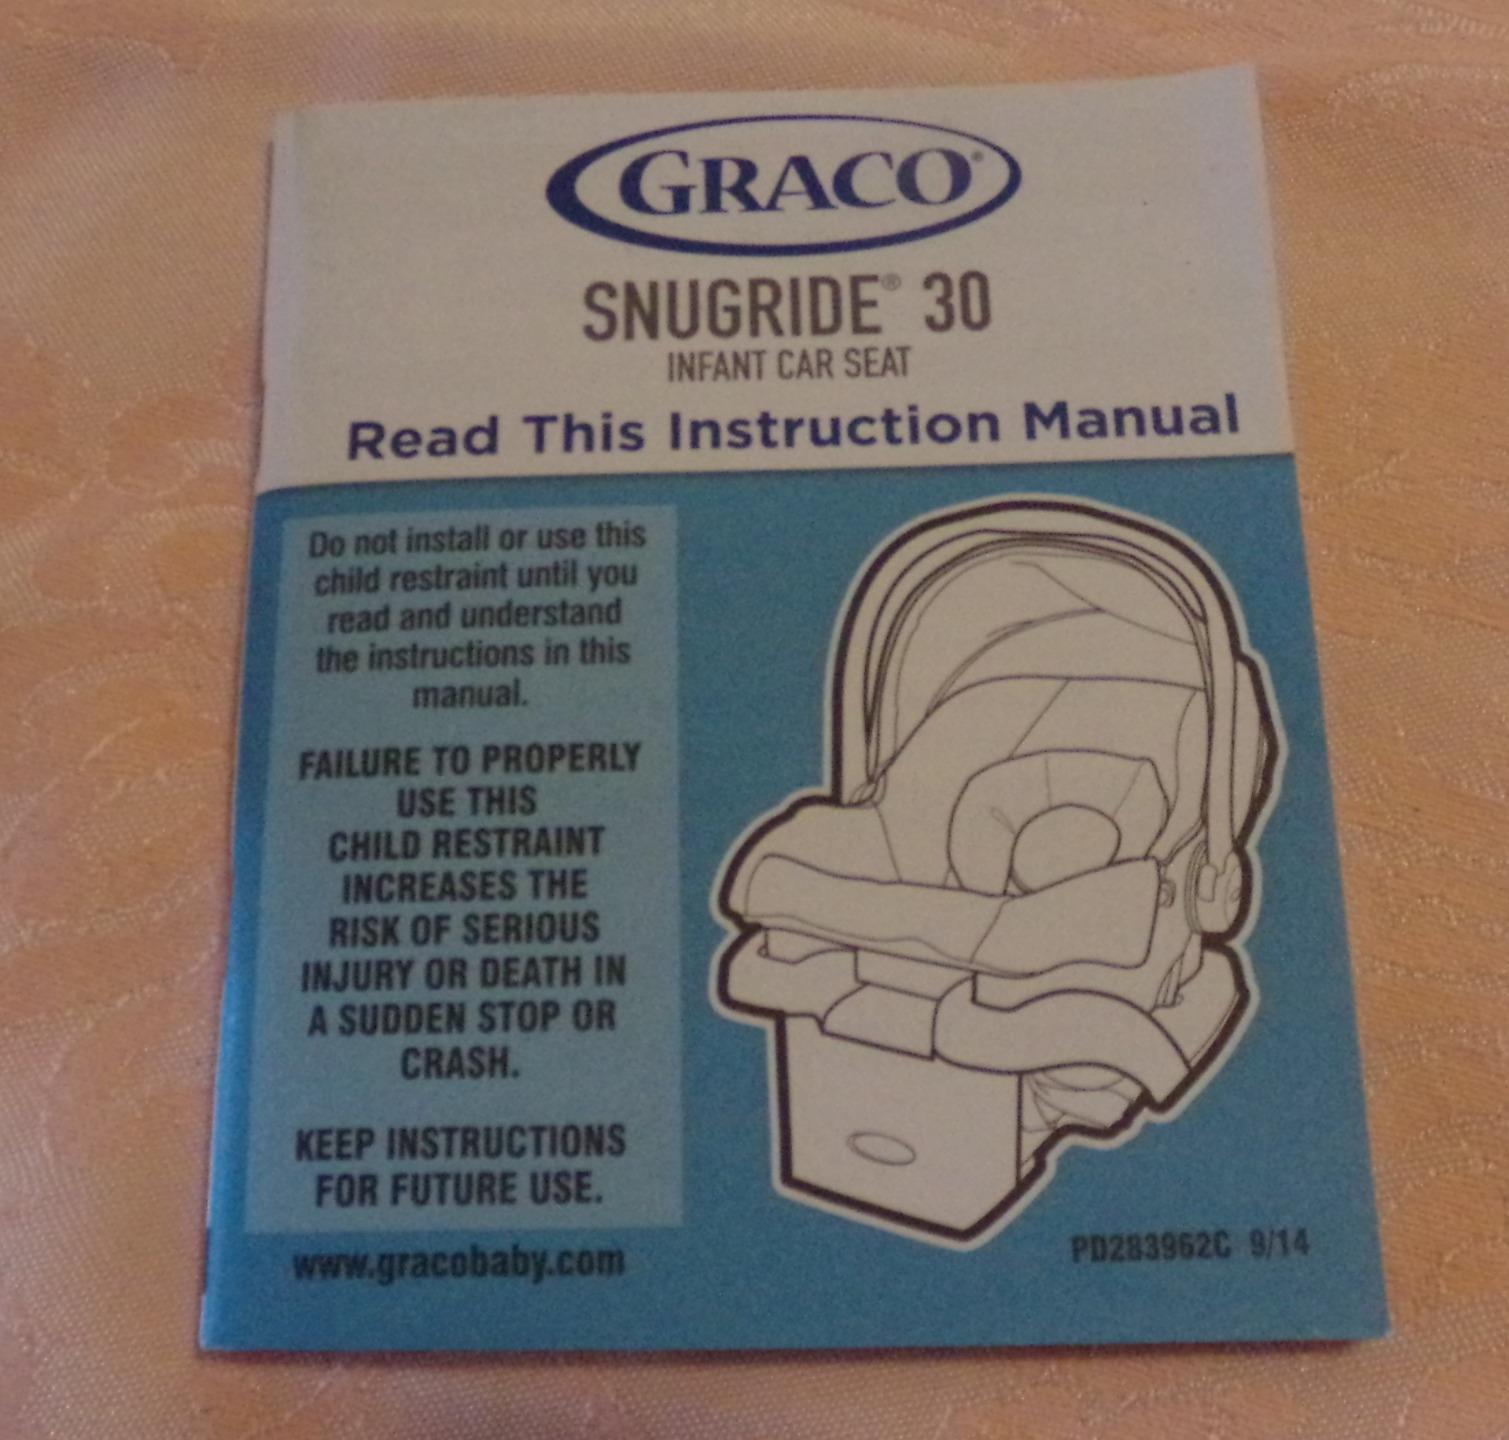 GRACO®
SNUGRIDE® 30
INFANT CAR SEAT
Read This Instruction Manual
Do not install or use this
child restraint until you
read and understand
the instructions in this
manual.
FAILURE TO PROPERLY
USE THIS
CHILD RESTRAINT
INCREASES THE
RISK OF SERIOUS
INJURY OR DEATH IN
A SUDDEN STOP OR
CRASH.
KEEP INSTRUCTIONS
FOR FUTURE USE.
www.gracobaby.com
PD283962C 9/14